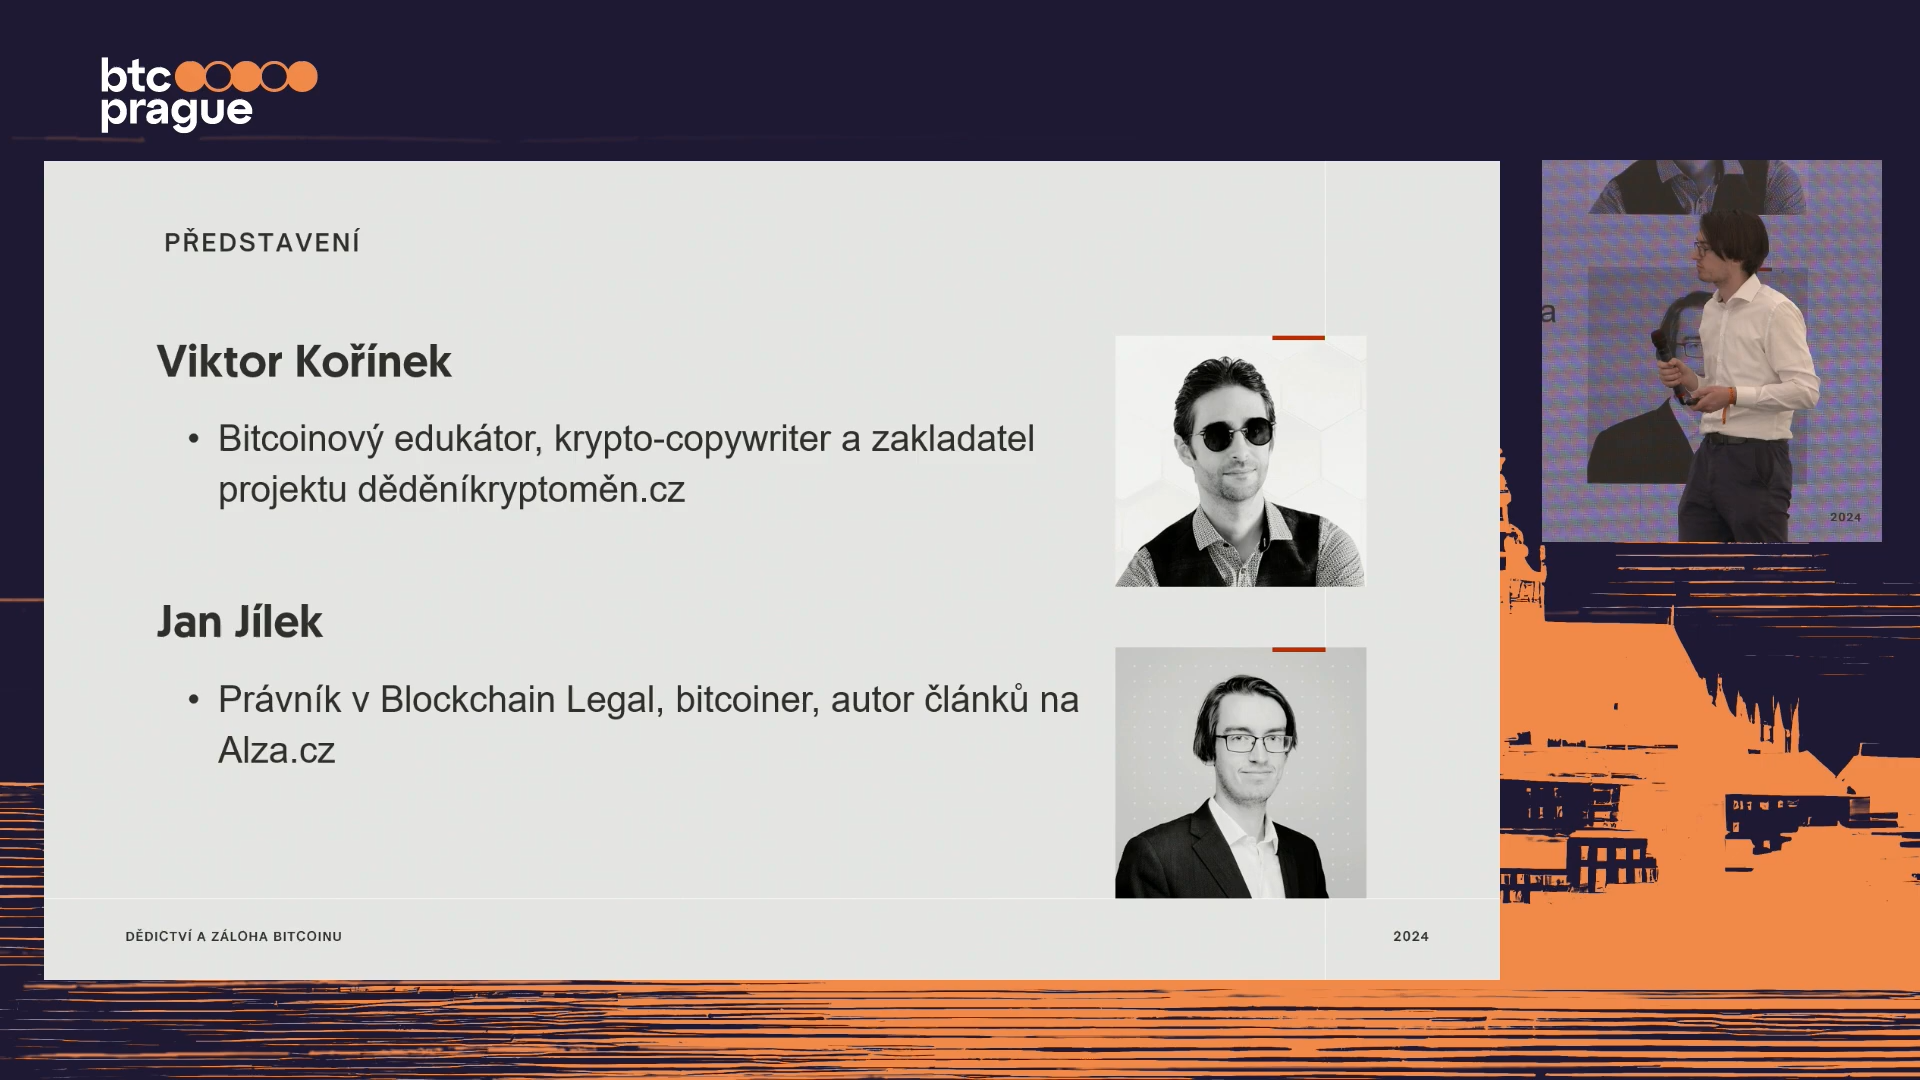 btc
prague
PŘEDSTAVENÍ
Viktor Kořínek
• Bitcoinový edukátor, krypto-copywriter a zakladatel
projektu děděníkryptoměn.cz
Jan Jílek
• Právník v Blockchain Legal, bitcoiner, autor článků na
Alza.cz
DĚDICTVÍ A ZÁLOHA BITCOINU
2024
a
2024